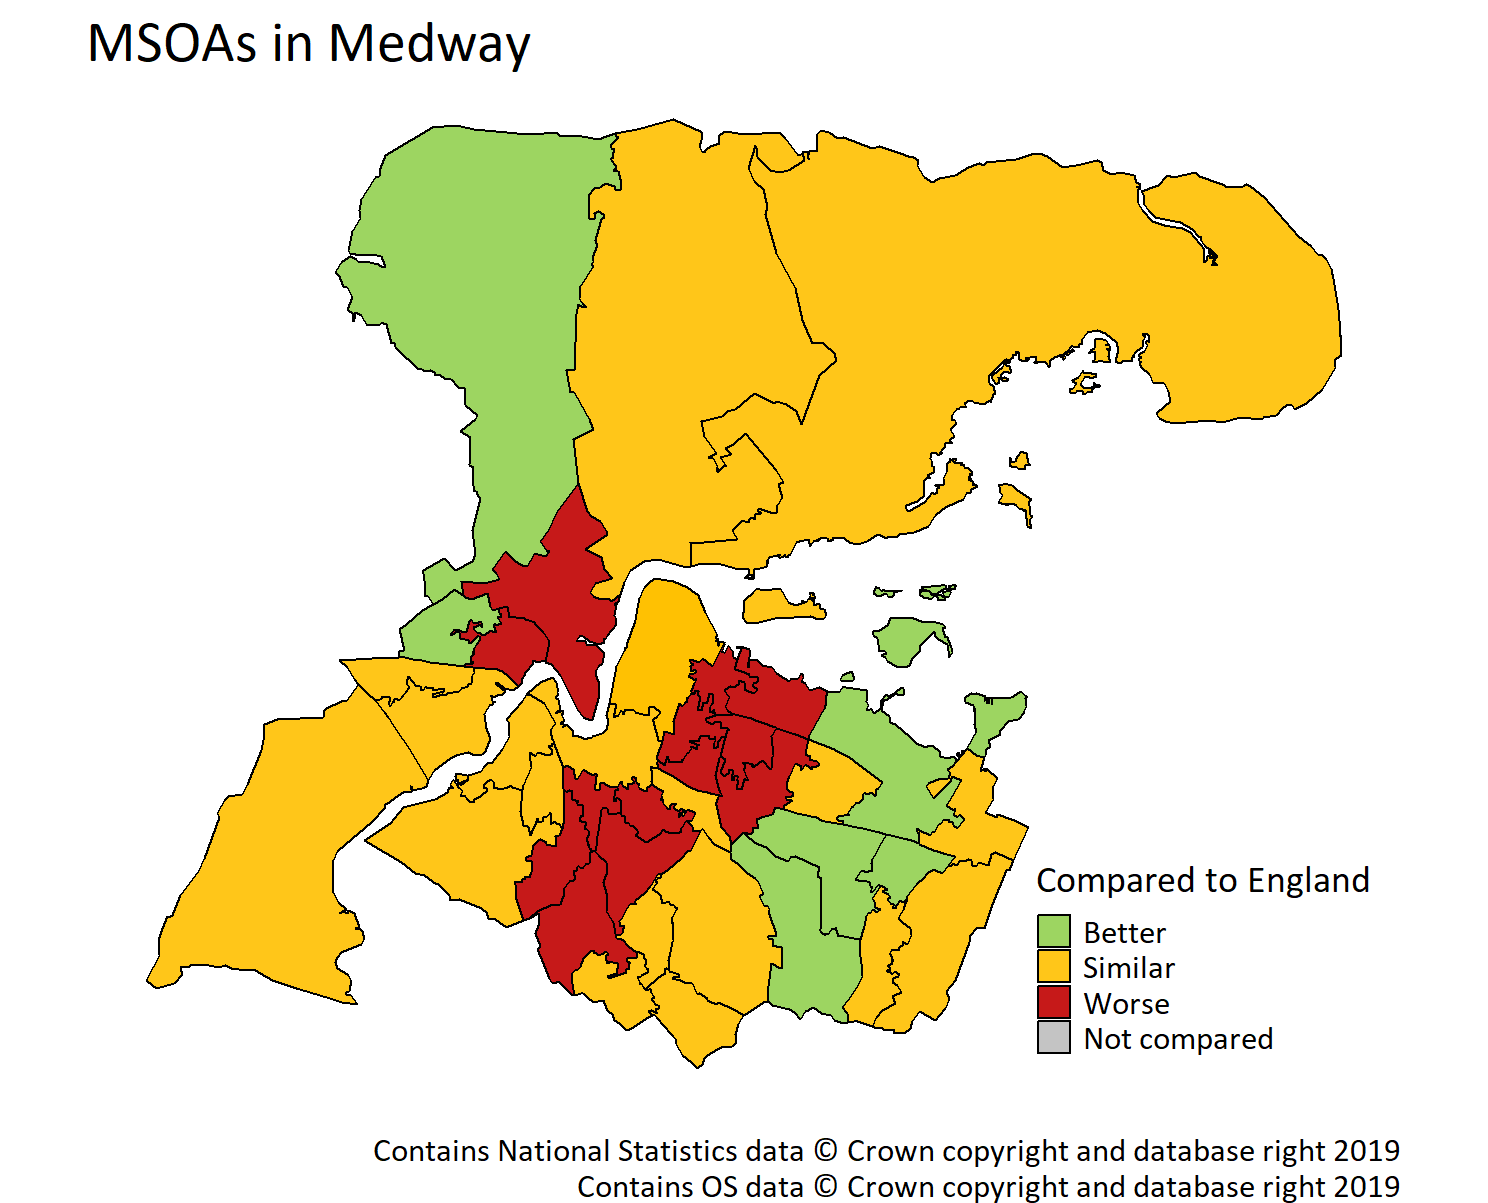 MSOAs in Medway
Compared to England
Better
Similar
Worse
Not compared
Contains National Statistics data © Crown copyright and database right 2019
Contains OS data © Crown copyright and database right 2019